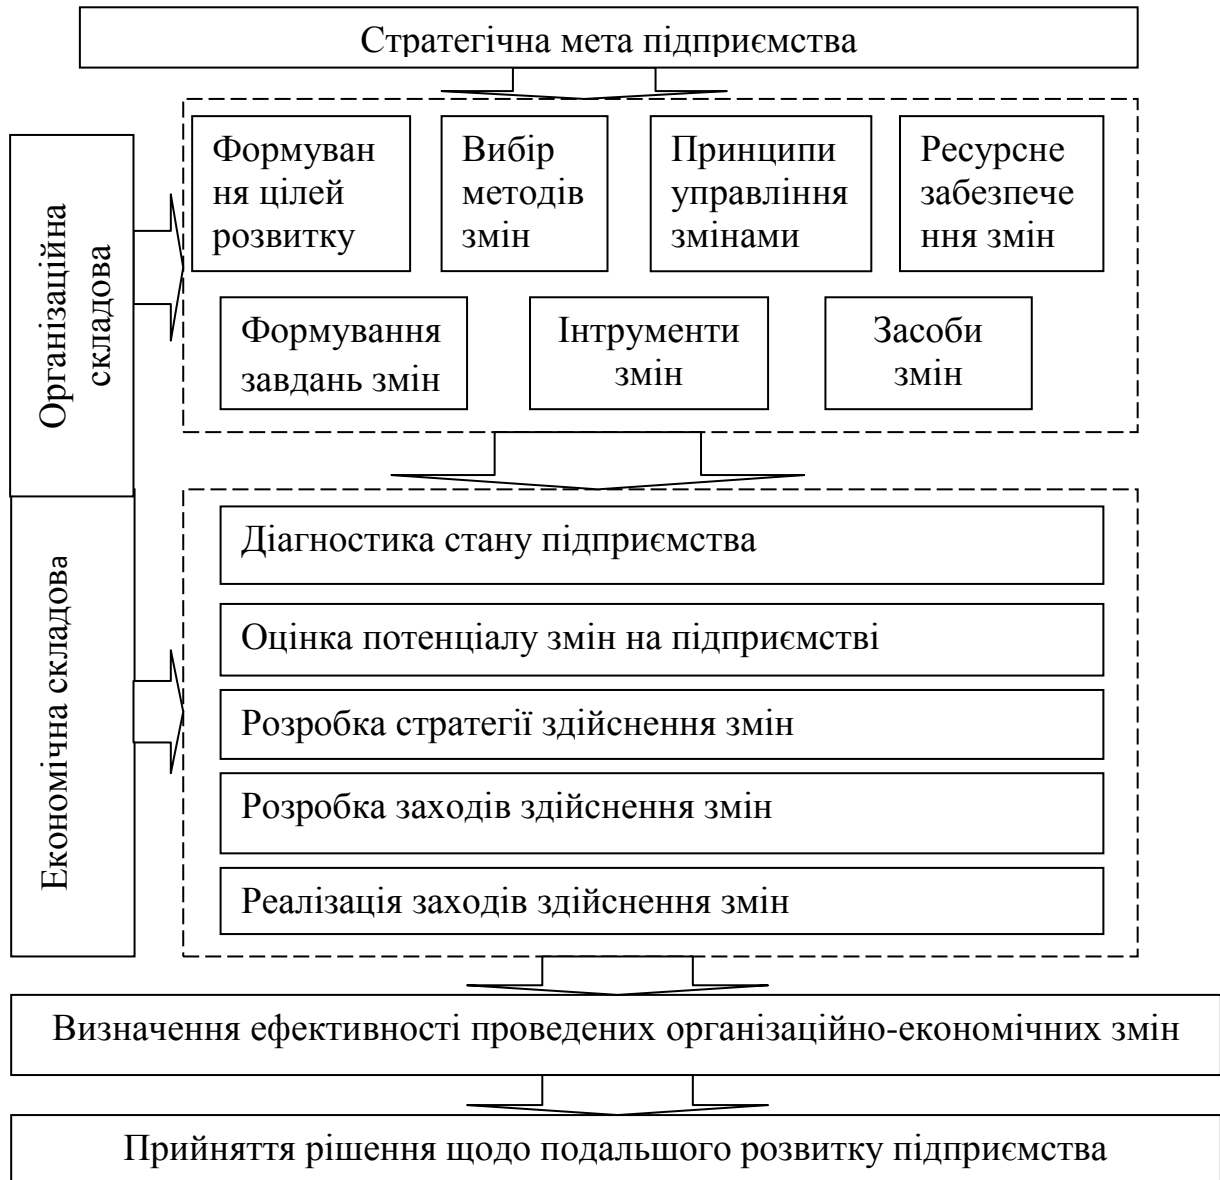 Стратегічна мета підприємства
Організаційна
складова
Формуван
ня цілей
розвитку
Вибір
методів
змін
Принципи
управління
змінами
Ресурсне
забезпече
ння змін
Формування
завдань змін
Інтрументи
змін
Засоби
змін
Економічна складова
Діагностика стану підприємства
Оцінка потенціалу змін на підприємстві
Розробка стратегії здійснення змін
Розробка заходів здійснення змін
Реалізація заходів здійснення змін
Визначення ефективності проведених організаційно-економічних змін
Прийняття рішення щодо подальшого розвитку підприємства